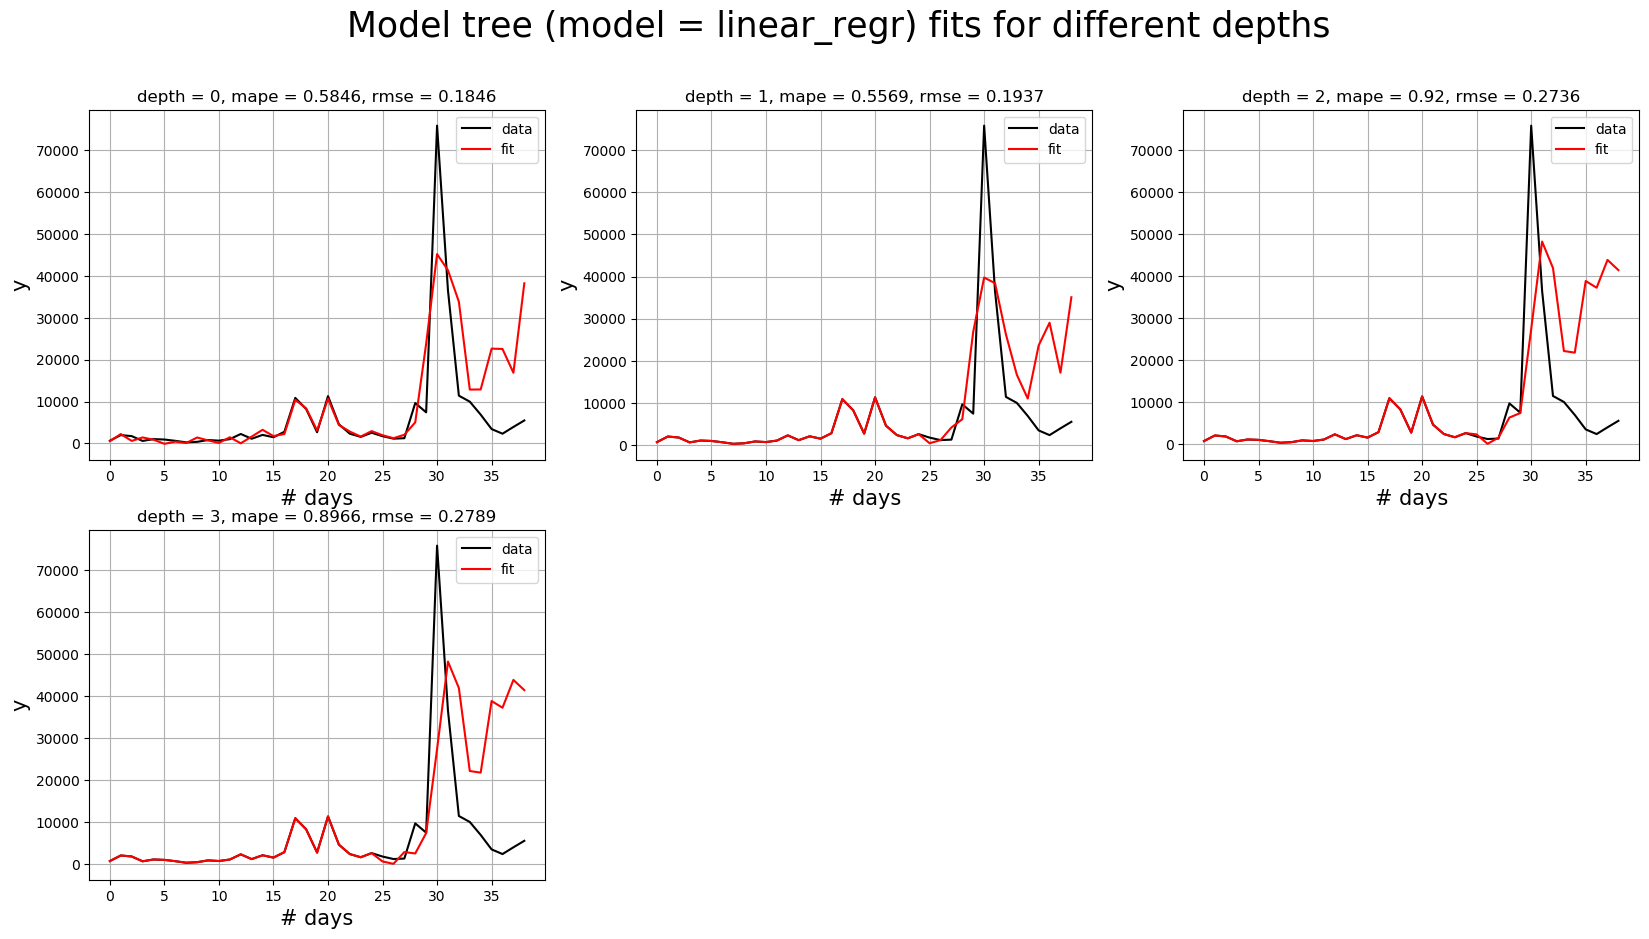 Model tree (model = linear_regr) fits for different depths
depth = 0, mape = 0.5846, rmse = 0.1846
data
fit
70000
60000
50000
40000
30000
20000
10000
0
y
0 5 10 15 20 25 30 35
# days
depth = 1, mape = 0.5569, rmse = 0.1937
data
fit
70000
60000
50000
40000
30000
20000
10000
0
y
0 5 10 15 20 25 30 35
# days
depth = 2, mape = 0.92, rmse = 0.2736
data
fit
70000
60000
50000
40000
30000
20000
10000
0
y
0 5 10 15 20 25 30 35
# days
depth = 3, mape = 0.8966, rmse = 0.2789
data
fit
70000
60000
50000
40000
30000
20000
10000
0
y
0 5 10 15 20 25 30 35
# days